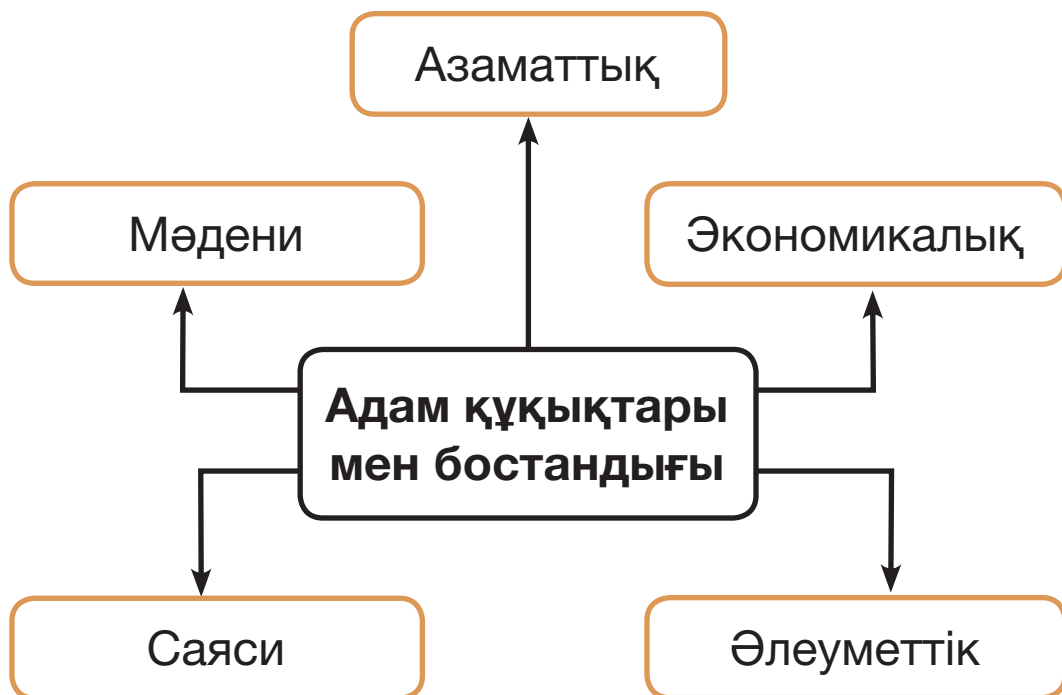 Азаматтық
Мәдени
Экономикалық
Адам құқықтары
мен бостандығы
Саяси
Әлеуметтік